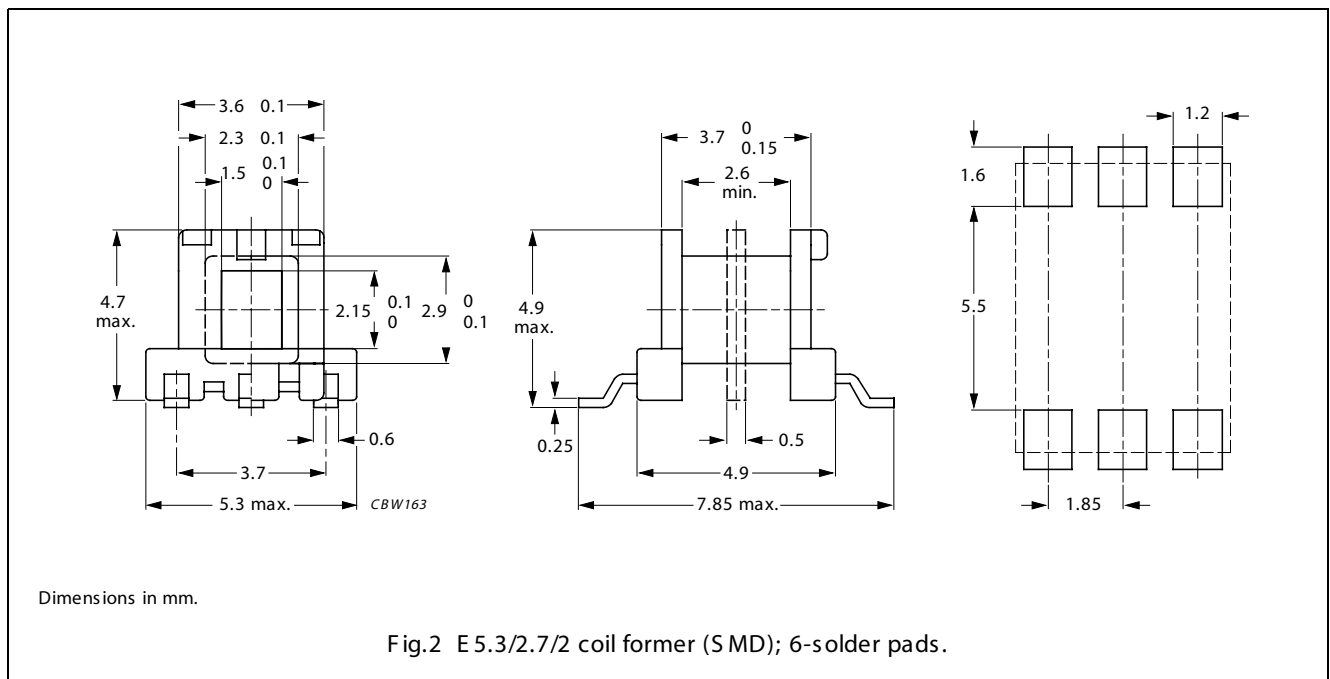 3.6 0.1
2.3 0.1
1.5 0.1 0
4.7 max.
2.15 0.1 0
2.9 0 0.1
0.6
3.7
5.3 max.
CBW163
3.7 0 0.15
2.6 min.
4.9 max.
0.25
0.5
4.9
7.85 max.
1.2
1.6
5.5
1.85
Dimensions in mm.
Fig.2 E5.3/2.7/2 coil former (SMD); 6-solder pads.